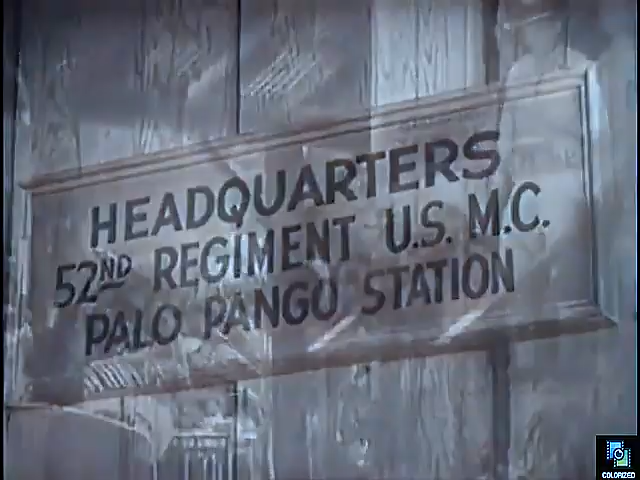 HEADQUARTERS
52ND REGIMENT U.S. M.C.
PALO PANGO STATION
COLORIZED